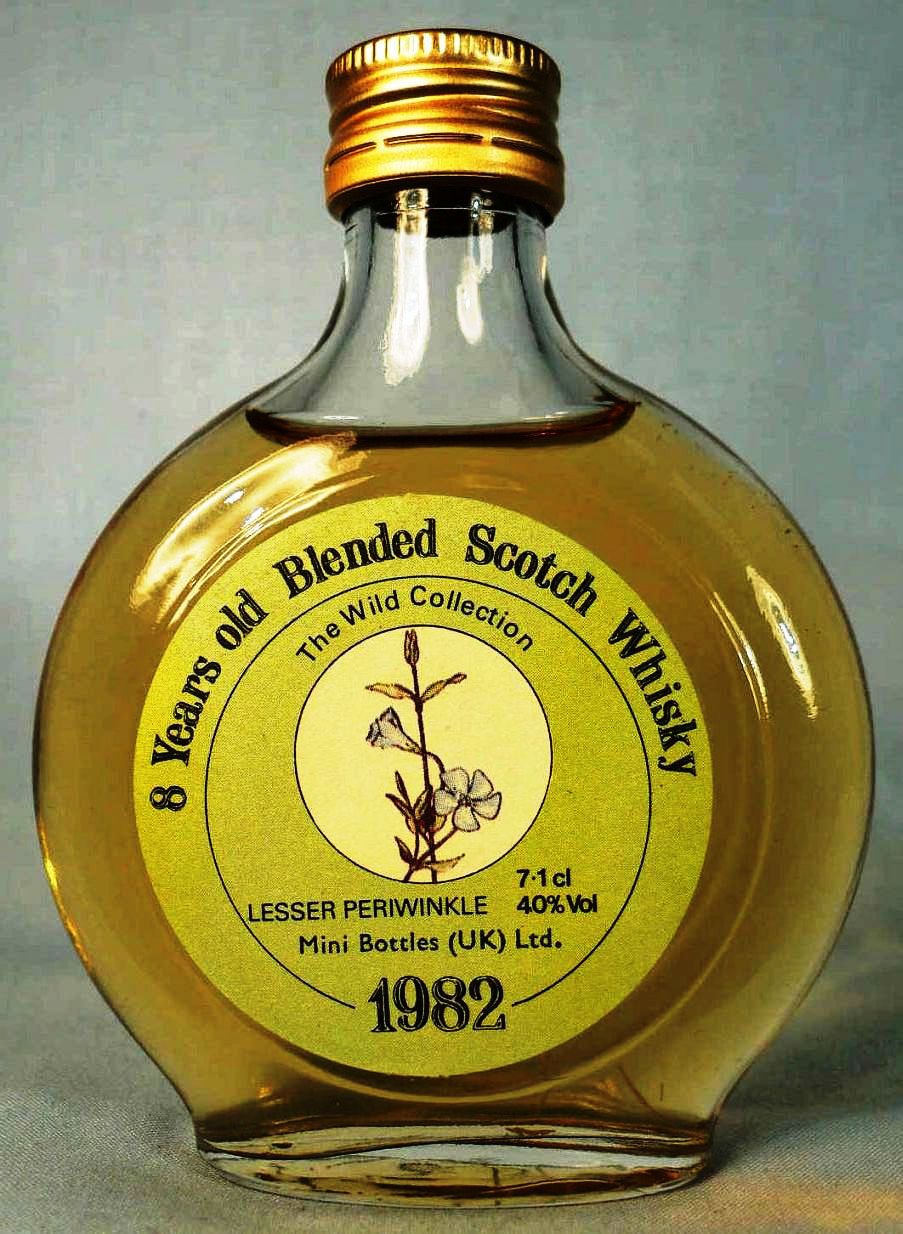 8 Years old Blended Scotch Whisky
The Wild Collection
7·1 cl
LESSER PERIWINKLE 40% Vol
Mini Bottles (UK) Ltd.
1982